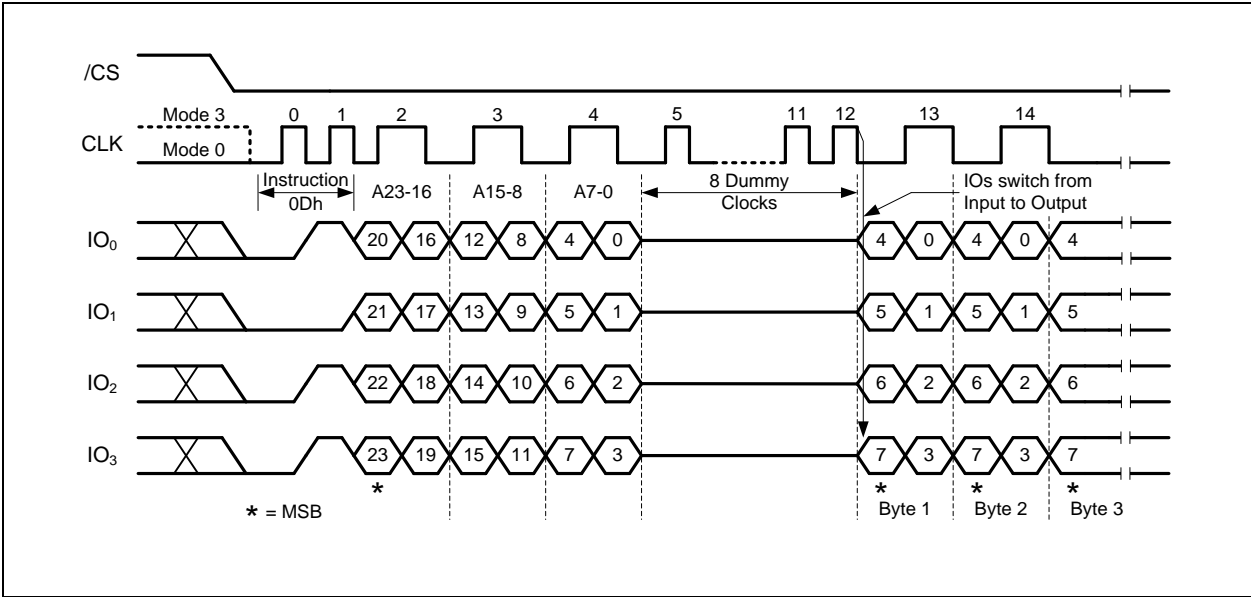 /CS
Mode 3 0 1 2 3 4 5 11 12 13 14
CLK
Mode 0
Instruction A23-16 A15-8 A7-0 8 Dummy IOs switch from
0Dh Clocks Input to Output
IO₀ 20 16 12 8 4 0 4 0 4 0 4
IO₁ 21 17 13 9 5 1 5 1 5 1 5
IO₂ 22 18 14 10 6 2 6 2 6 2 6
IO₃ 23 19 15 11 7 3 7 3 7 3 7
* * * *
* = MSB Byte 1 Byte 2 Byte 3